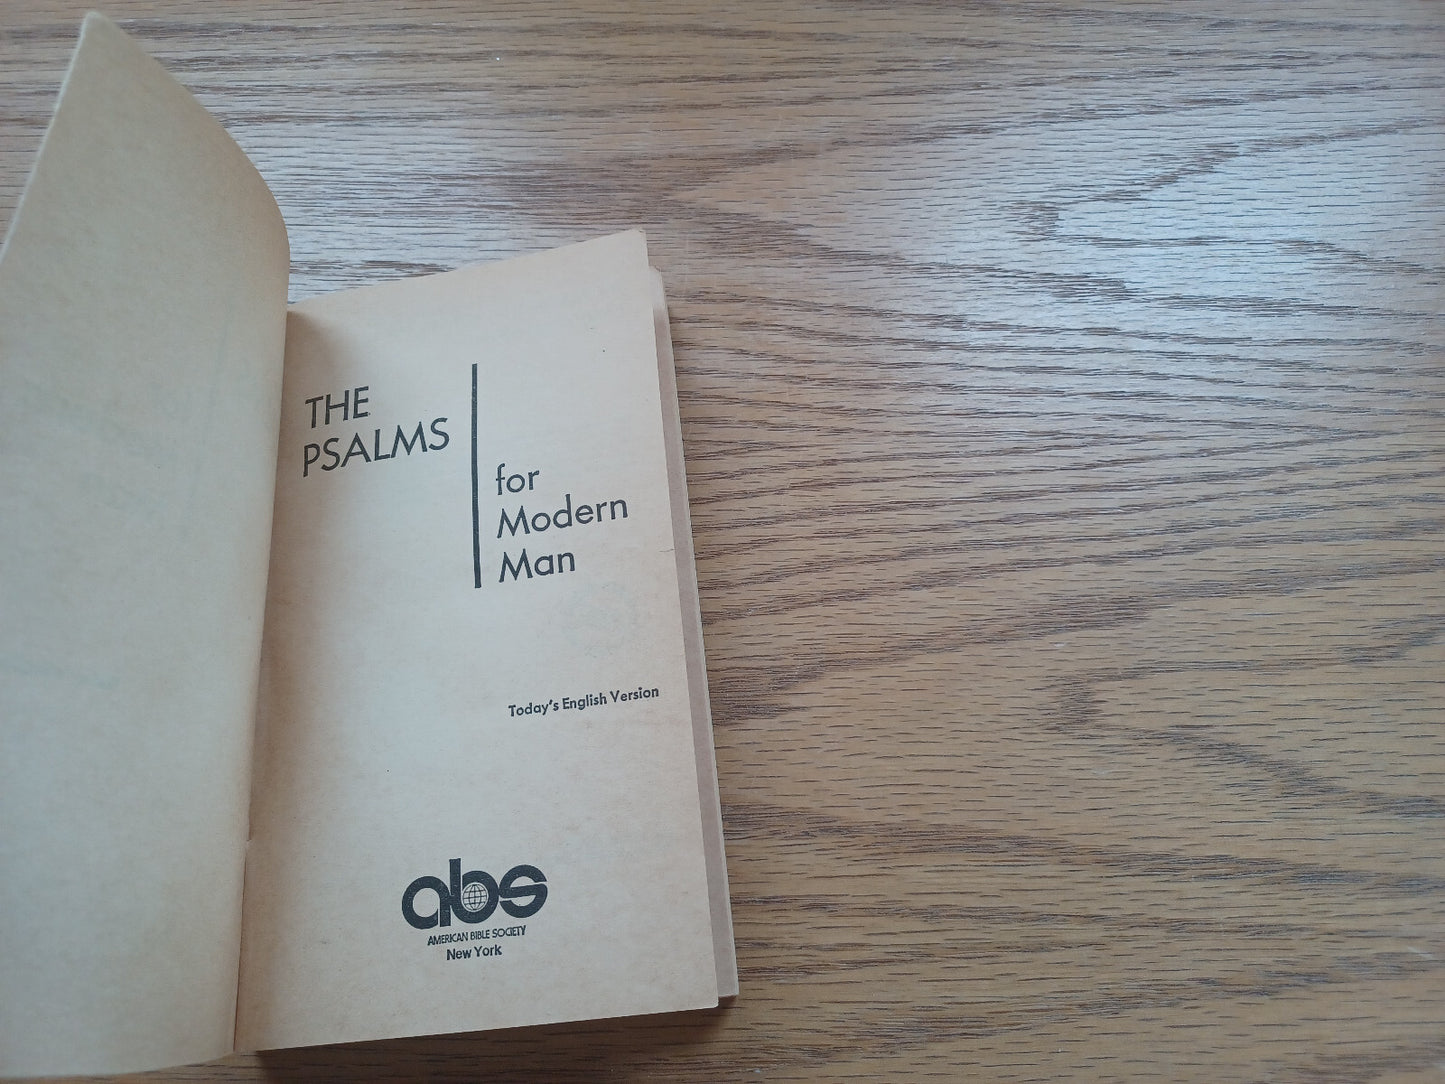 THE
PSALMS
for
Modern
Man
Today's English Version
abs
AMERICAN BIBLE SOCIETY
New York